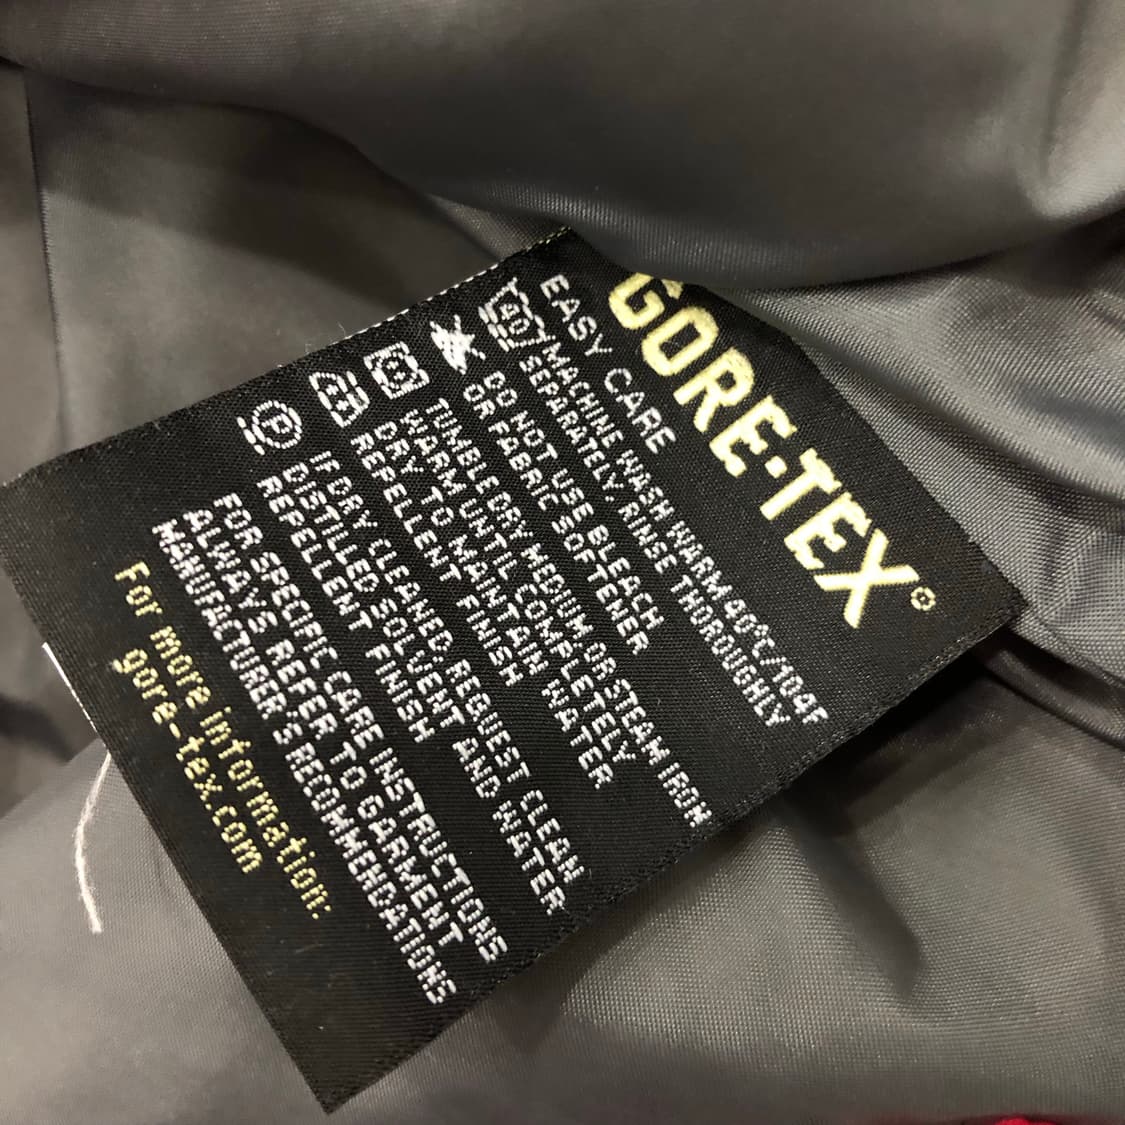 GORE-TEX®
EASY CARE
40
MACHINE WASH WARM 40°C/104F
SEPARATELY, RINSE THOROUGHLY
DO NOT USE BLEACH
OR FABRIC SOFTENER
TUMBLE DRY MEDIUM, OR STEAM IRON
WARM UNTIL COMPLETELY
DRY TO MAINTAIN WATER
REPELLENT FINISH
P
IF DRY CLEANED, REQUEST CLEAN
DISTILLED SOLVENT AND WATER
REPELLENT FINISH
FOR SPECIFIC CARE INSTRUCTIONS
ALWAYS REFER TO GARMENT
MANUFACTURER'S RECOMMENDATIONS
For more information:
gore-tex.com